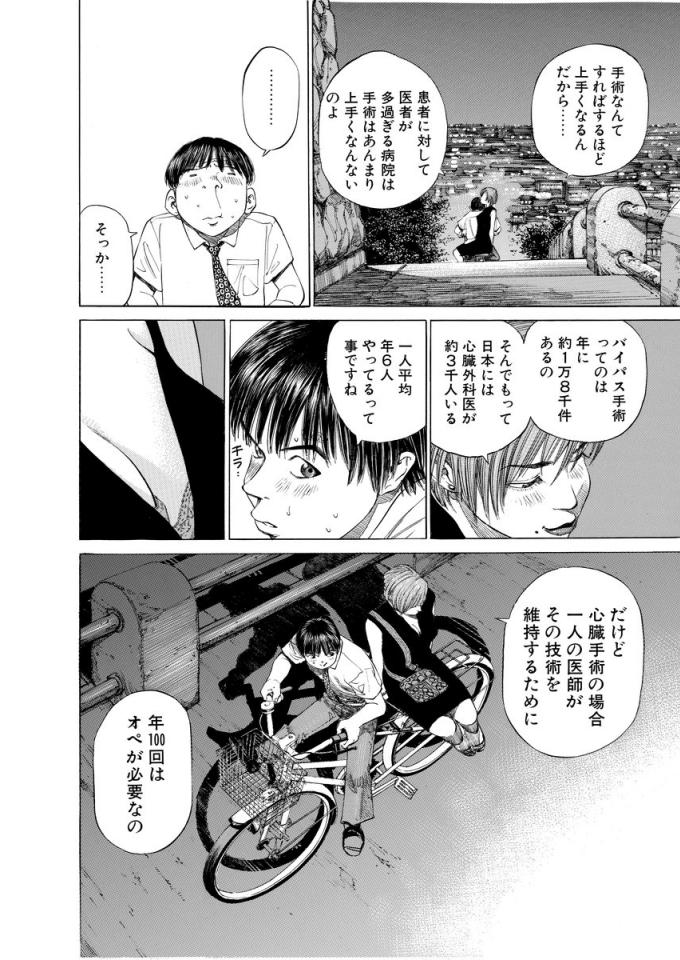 手術なんて
すればするほど
上手くなるん
だから……
患者に対して
医者が
多過ぎる病院は
手術はあんまり
上手くなんない
のよ
…………
そっか……
バイパス手術
ってのは
年に
約1万8千件
あるの
そんでもって
日本には
心臓外科医が
約3千人いる
一人平均
年6人
やってるって
事ですね
チラ…
だけど
心臓手術の場合
一人の医師が
その技術を
維持するために
年100回は
オペが必要なの